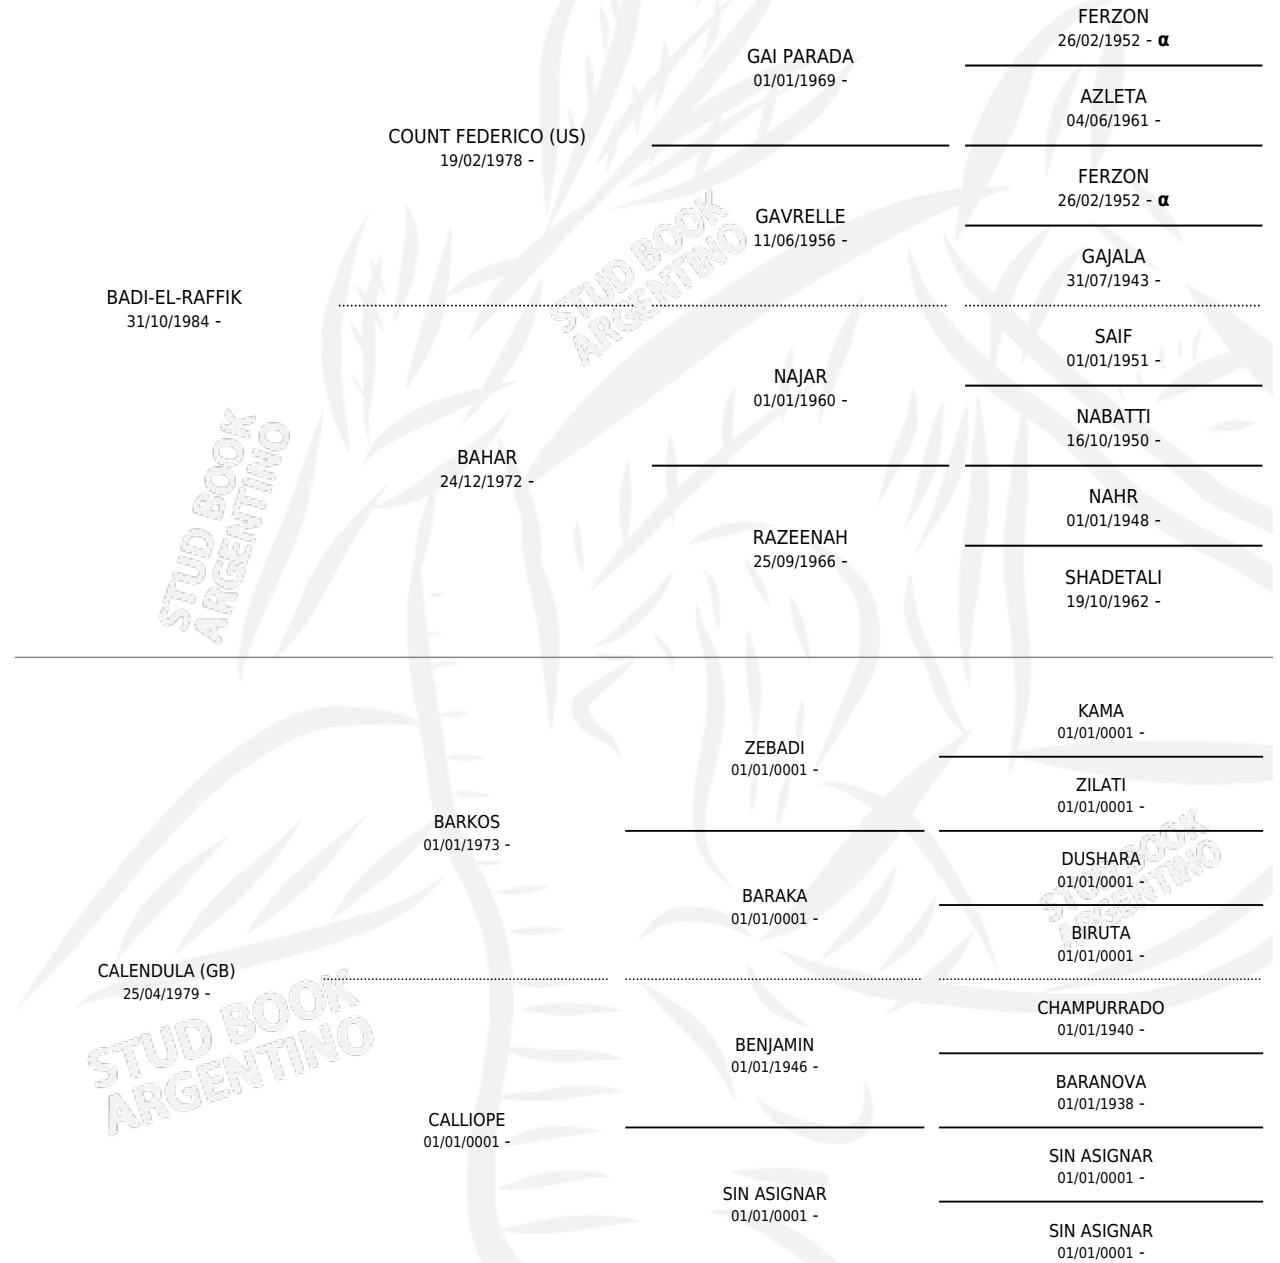 FERZON
26/02/1952 - α
GAI PARADA
01/01/1969 -
AZLETA
04/06/1961 -
COUNT FEDERICO (US)
19/02/1978 -
FERZON
26/02/1952 - α
GAVRELLE
11/06/1956 -
GAJALA
31/07/1943 -
BADI-EL-RAFFIK
31/10/1984 -
SAIF
01/01/1951 -
NAJAR
01/01/1960 -
NABATTI
16/10/1950 -
BAHAR
24/12/1972 -
NAHR
01/01/1948 -
RAZEENAH
25/09/1966 -
SHADETALI
19/10/1962 -
STUD BOOK
ARGENTINO
STUD BOOK
ARGENTINO
KAMA
01/01/0001 -
ZEBADI
01/01/0001 -
ZILATI
01/01/0001 -
BARKOS
01/01/1973 -
DUSHARA
01/01/0001 -
BARAKA
01/01/0001 -
BIRUTA
01/01/0001 -
STUD BOOK
ARGENTINO
CALENDULA (GB)
25/04/1979 -
CHAMPURRADO
01/01/1940 -
BENJAMIN
01/01/1946 -
BARANOVA
01/01/1938 -
CALLIOPE
01/01/0001 -
SIN ASIGNAR
01/01/0001 -
SIN ASIGNAR
01/01/0001 -
SIN ASIGNAR
01/01/0001 -
STUD BOOK
ARGENTINO